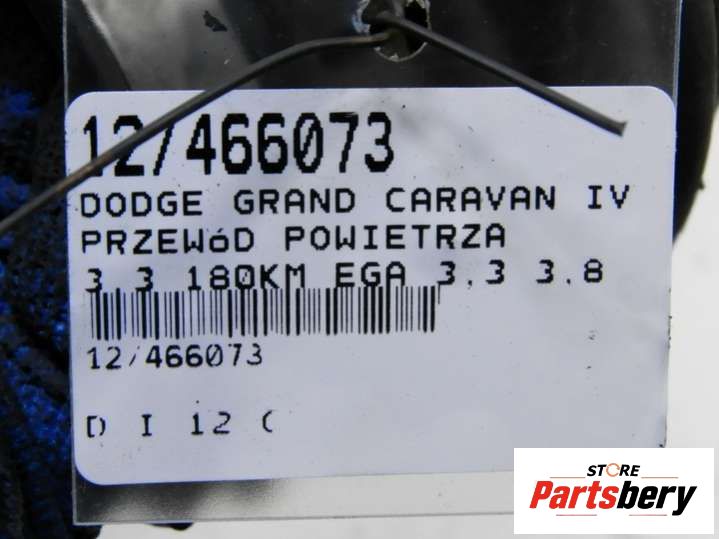 12/466073
DODGE GRAND CARAVAN IV
PRZEWóD POWIETRZA
3.3 180KM EGA 3.3 3.8
12/466073
D I 12 C
STORE
Partsbery